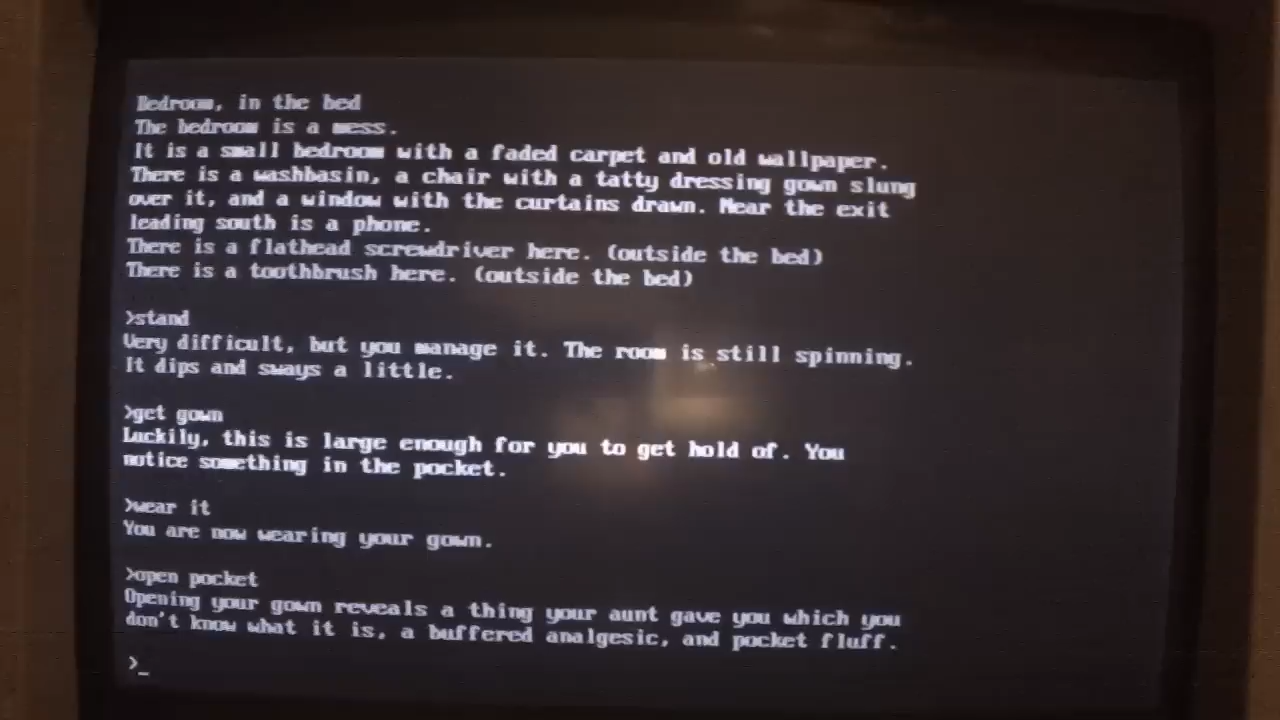 Bedroom, in the bed
The bedroom is a mess.
It is a small bedroom with a faded carpet and old wallpaper.
There is a washbasin, a chair with a tatty dressing gown slung
over it, and a window with the curtains drawn. Near the exit
leading south is a phone.
There is a flathead screwdriver here. (outside the bed)
There is a toothbrush here. (outside the bed)
>stand
Very difficult, but you manage it. The room is still spinning.
It dips and sways a little.
>get gown
Luckily, this is large enough for you to get hold of. You
notice something in the pocket.
>wear it
You are now wearing your gown.
>open pocket
Opening your gown reveals a thing your aunt gave you which you
don't know what it is, a buffered analgesic, and pocket fluff.
>_